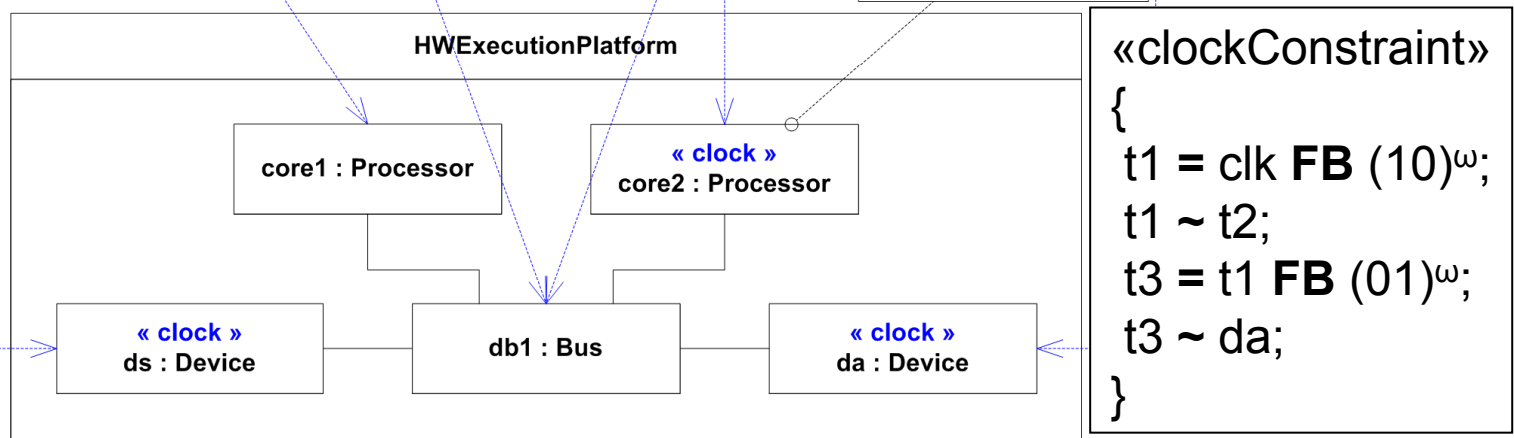 HWExecutionPlatform
core1 : Processor
« clock »
core2 : Processor
« clock »
ds : Device
db1 : Bus
« clock »
da : Device
«clockConstraint»
{
t1 = clk FB (10)ω;
t1 ~ t2;
t3 = t1 FB (01)ω;
t3 ~ da;
}